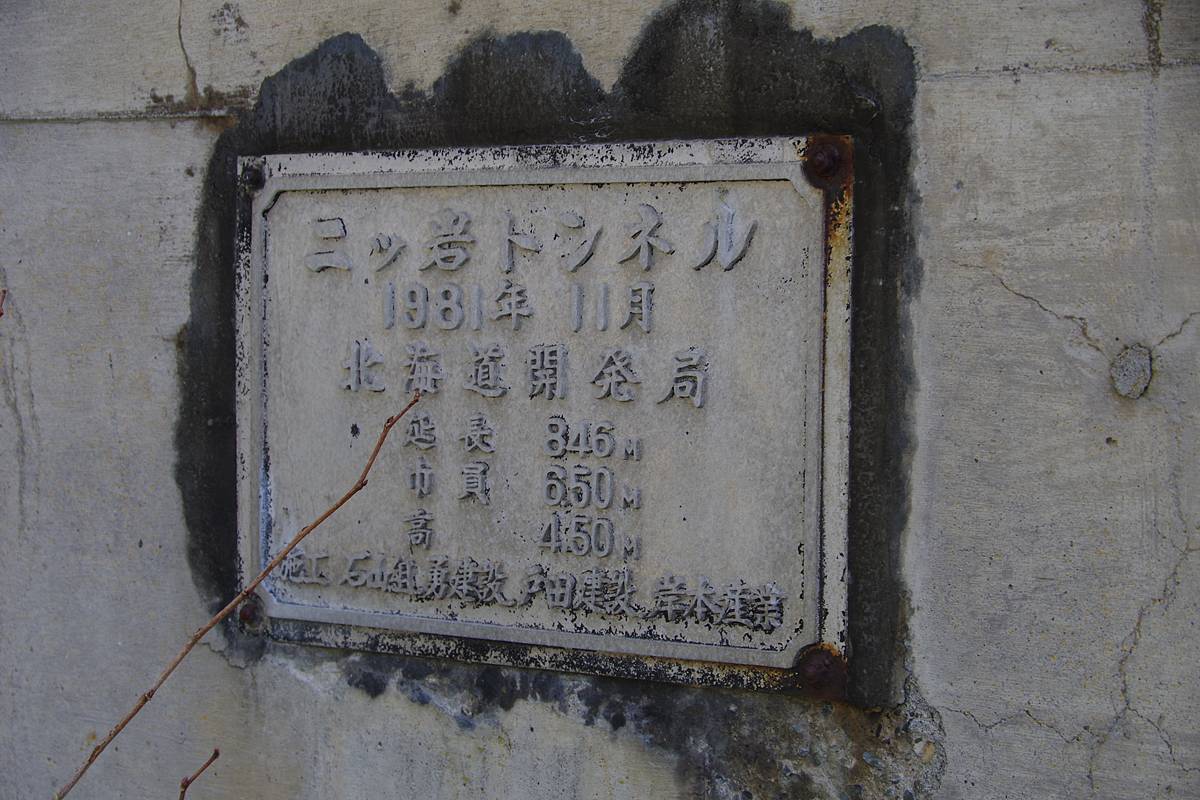 三ッ岩トンネル
1981年 11月
北海道開発局
延長 846M
巾員 6.50M
高 4.50M
施工 石山組 勇建設 戸田建設 岸本産業